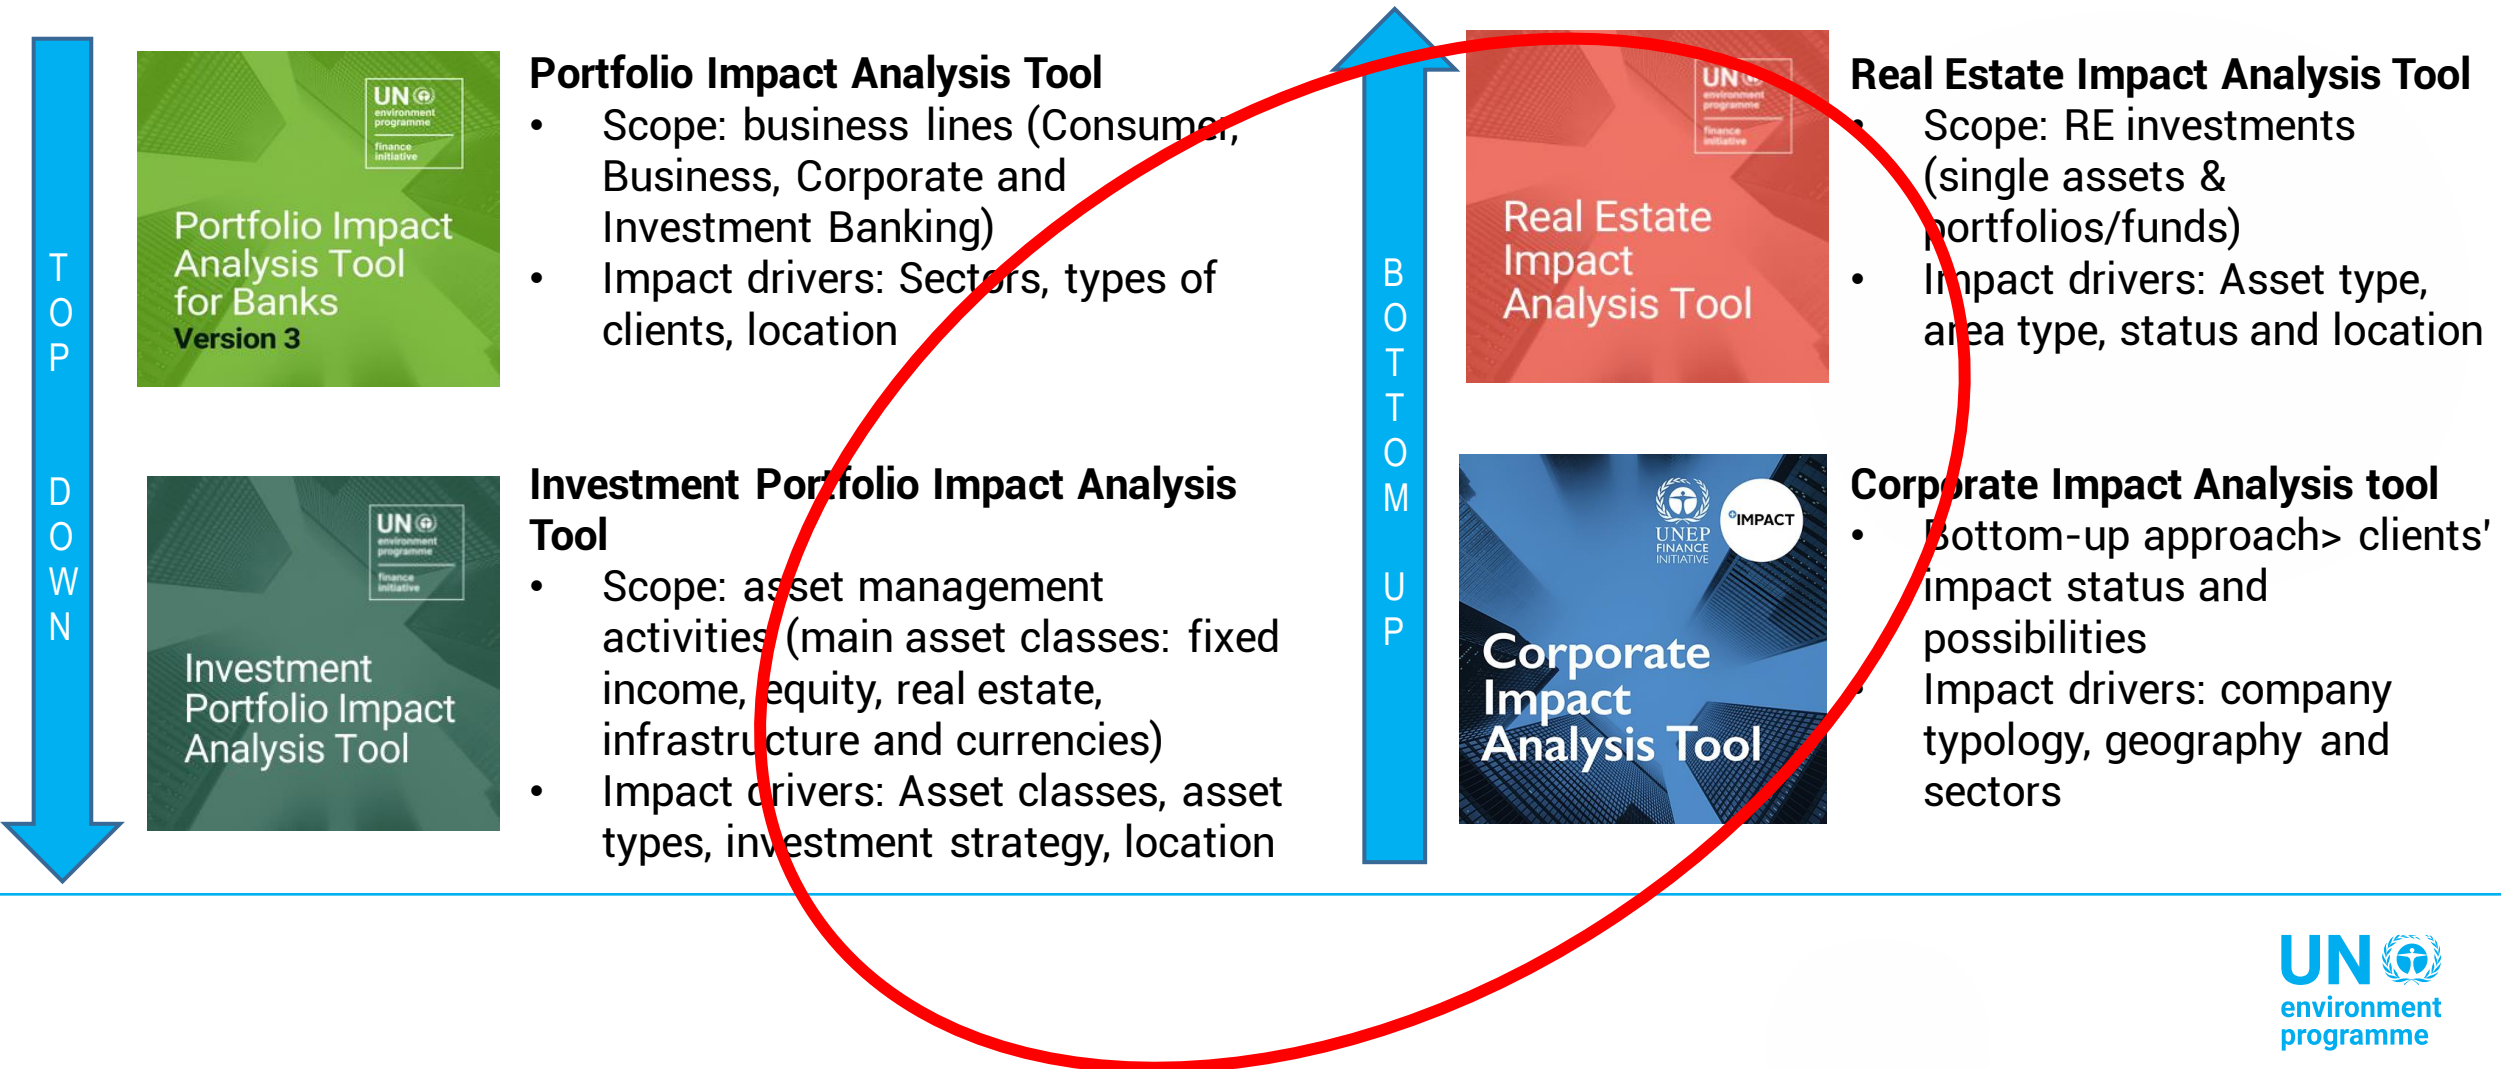 TOP DOWN
UN
environment
programme
finance
initiative
Portfolio Impact
Analysis Tool
for Banks
Version 3
Portfolio Impact Analysis Tool
• Scope: business lines (Consumer,
Business, Corporate and
Investment Banking)
• Impact drivers: Sectors, types of
clients, location
UN
environment
programme
finance
initiative
Investment
Portfolio Impact
Analysis Tool
Investment Portfolio Impact Analysis
Tool
• Scope: asset management
activities (main asset classes: fixed
income, equity, real estate,
infrastructure and currencies)
• Impact drivers: Asset classes, asset
types, investment strategy, location
BOTTOM UP
UN
environment
programme
finance
initiative
Real Estate
Impact
Analysis Tool
Real Estate Impact Analysis Tool
• Scope: RE investments
(single assets &
portfolios/funds)
• Impact drivers: Asset type,
area type, status and location
UNEP
FINANCE
INITIATIVE
+IMPACT
Corporate
Impact
Analysis Tool
Corporate Impact Analysis tool
• Bottom-up approach> clients'
impact status and
possibilities
• Impact drivers: company
typology, geography and
sectors
UN
environment
programme